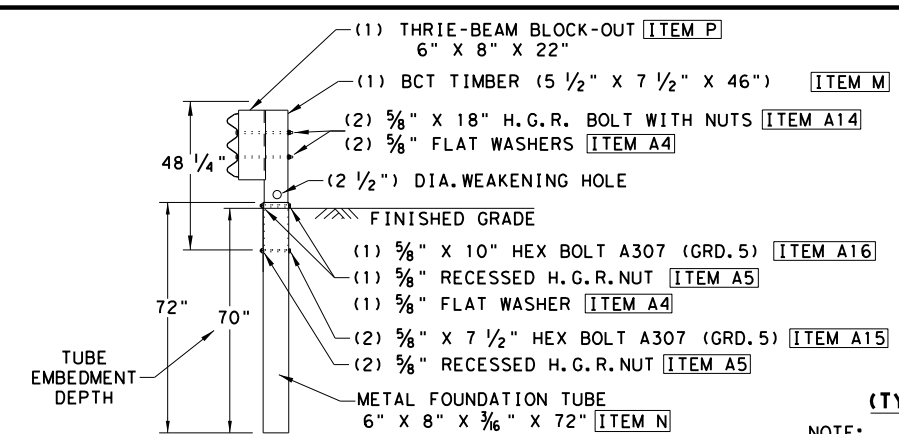 (1) THRIE-BEAM BLOCK-OUT ITEM P
6" X 8" X 22"
(1) BCT TIMBER (5 1/2" X 7 1/2" X 46") ITEM M
(2) 5/8" X 18" H.G.R. BOLT WITH NUTS ITEM A14
(2) 5/8" FLAT WASHERS ITEM A4
48 1/4"
(2 1/2") DIA.WEAKENING HOLE
FINISHED GRADE
(1) 5/8" X 10" HEX BOLT A307 (GRD.5) ITEM A16
(1) 5/8" RECESSED H.G.R.NUT ITEM A5
(1) 5/8" FLAT WASHER ITEM A4
72"
70"
(2) 5/8" X 7 1/2" HEX BOLT A307 (GRD.5) ITEM A15
(2) 5/8" RECESSED H.G.R.NUT ITEM A5
TUBE
EMBEDMENT
DEPTH
METAL FOUNDATION TUBE
6" X 8" X 3/16" X 72" ITEM N
(TY
NOTE: